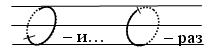 – и... – раз